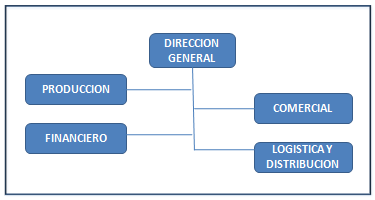 DIRECCION
GENERAL
PRODUCCION
COMERCIAL
FINANCIERO
LOGISTICA Y
DISTRIBUCION